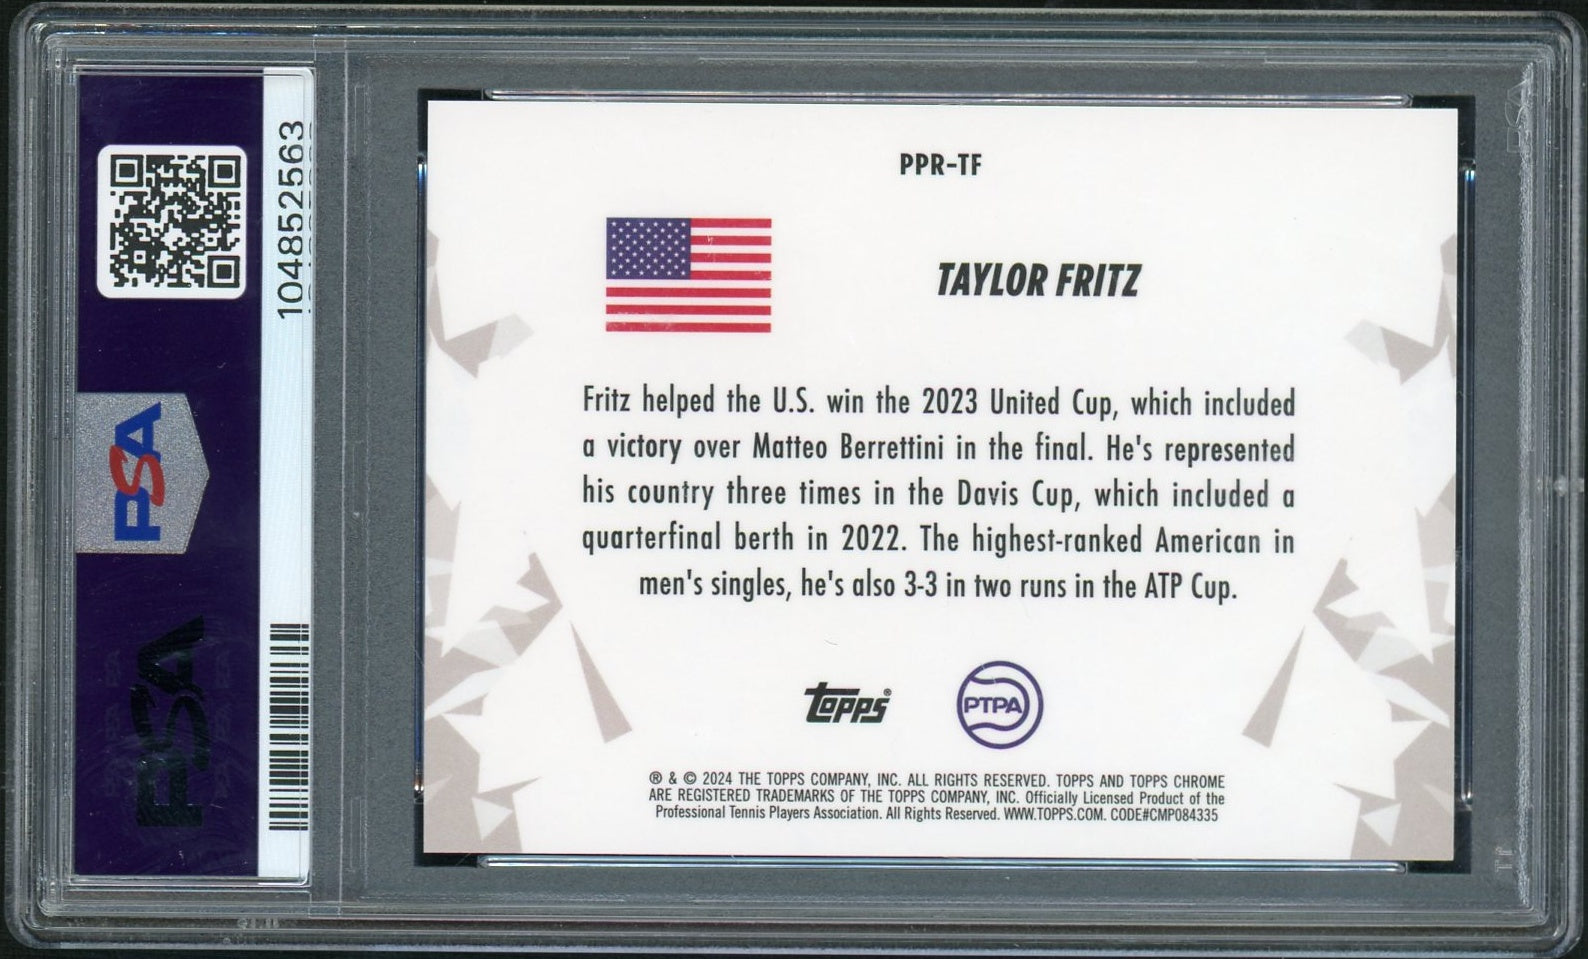 104852563
PSA
PSA
PPR-TF
TAYLOR FRITZ
Fritz helped the U.S. win the 2023 United Cup, which included
a victory over Matteo Berrettini in the final. He's represented
his country three times in the Davis Cup, which included a
quarterfinal berth in 2022. The highest-ranked American in
men's singles, he's also 3-3 in two runs in the ATP Cup.
Topps®
PTPA
® & © 2024 THE TOPPS COMPANY, INC. ALL RIGHTS RESERVED. TOPPS AND TOPPS CHROME
ARE REGISTERED TRADEMARKS OF THE TOPPS COMPANY, INC. Officially Licensed Product of the
Professional Tennis Players Association. All Rights Reserved. WWW.TOPPS.COM. CODE#CMP084335